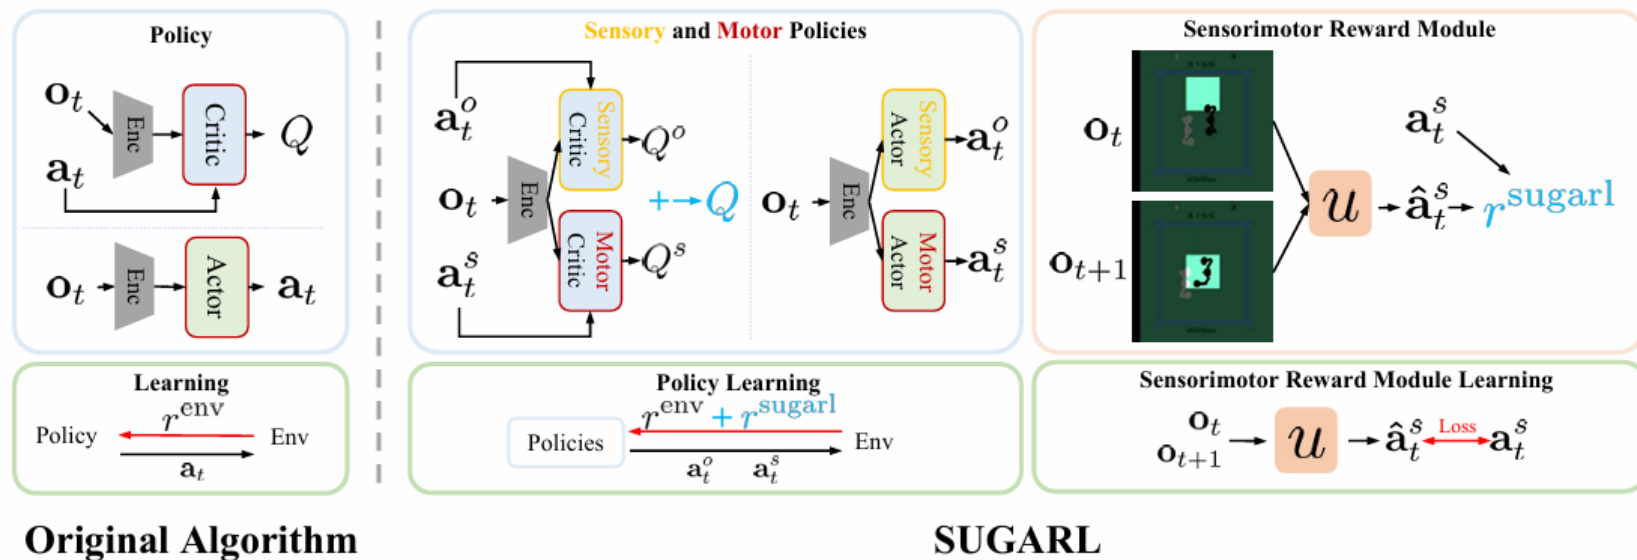 Policy
o_t
Enc
Critic
Q
a_t
o_t
Enc
Actor
a_t
Learning
r^env
Policy
Env
a_t
Original Algorithm
Sensory and Motor Policies
a_t^o
Sensory
Critic
Q^o
o_t
Enc
+ → Q
a_t^s
Motor
Critic
Q^s
o_t
Enc
Sensory
Actor
a_t^o
Motor
Actor
a_t^s
Policy Learning
r^env + r^sugarl
Policies
Env
a_t^o a_t^s
Sensorimotor Reward Module
o_t
o_{t+1}
u
a_t^s
â_t^s
r^sugarl
Sensorimotor Reward Module Learning
o_t
o_{t+1}
u
â_t^s
Loss
a_t^s
SUGARL